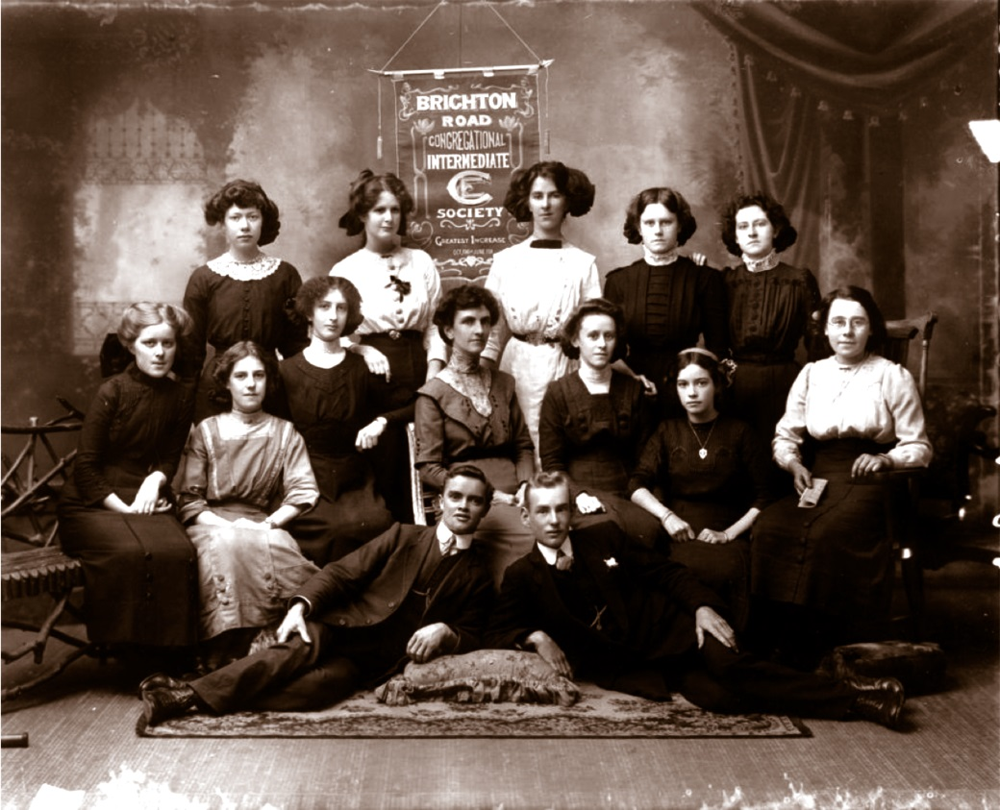 BRIGHTON
ROAD
CONGREGATIONAL
INTERMEDIATE
CE
SOCIETY
GREATEST INCREASE